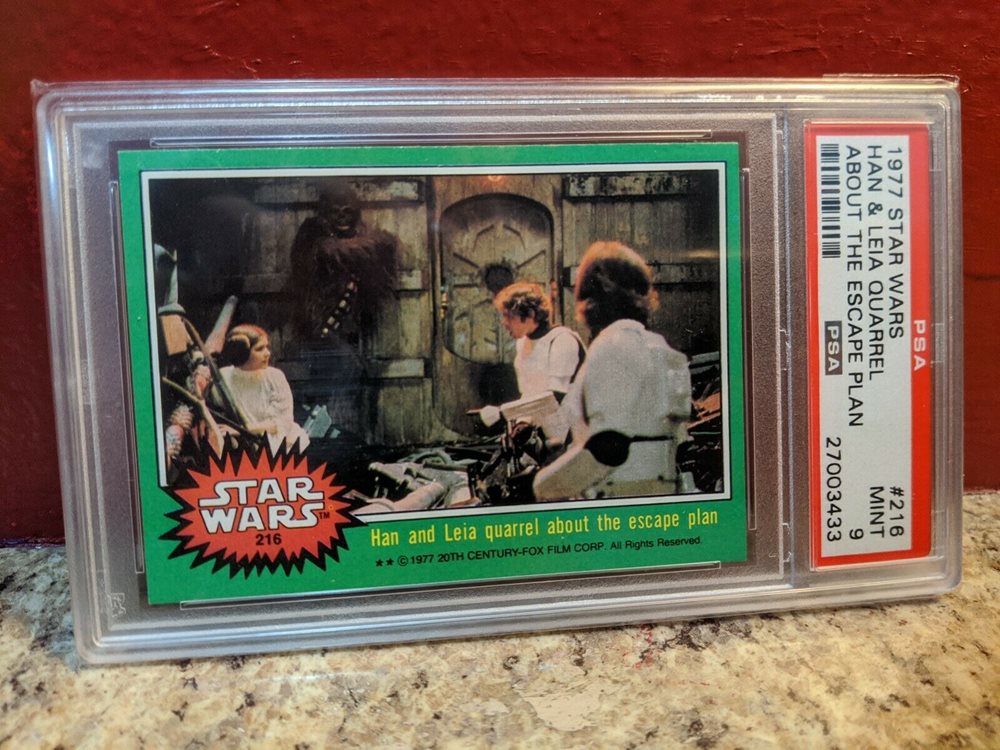 STAR
WARS™
216
Han and Leia quarrel about the escape plan
★★ ©1977 20TH CENTURY-FOX FILM CORP. All Rights Reserved.
PSA
1977 STAR WARS #216
HAN & LEIA QUARREL MINT
ABOUT THE ESCAPE PLAN 9
PSA 27003433